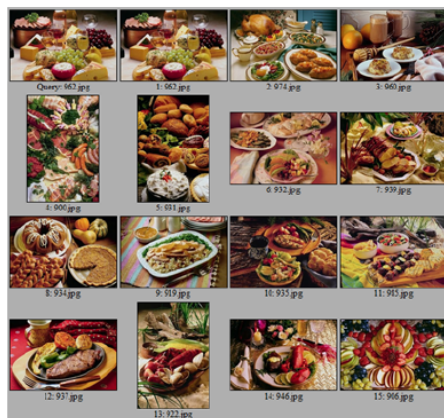 Query: 962.jpg
1: 962.jpg
2: 974.jpg
3: 960.jpg
4: 900.jpg
5: 931.jpg
6: 932.jpg
7: 939.jpg
8: 934.jpg
9: 919.jpg
10: 935.jpg
11: 915.jpg
12: 937.jpg
13: 922.jpg
14: 946.jpg
15: 906.jpg